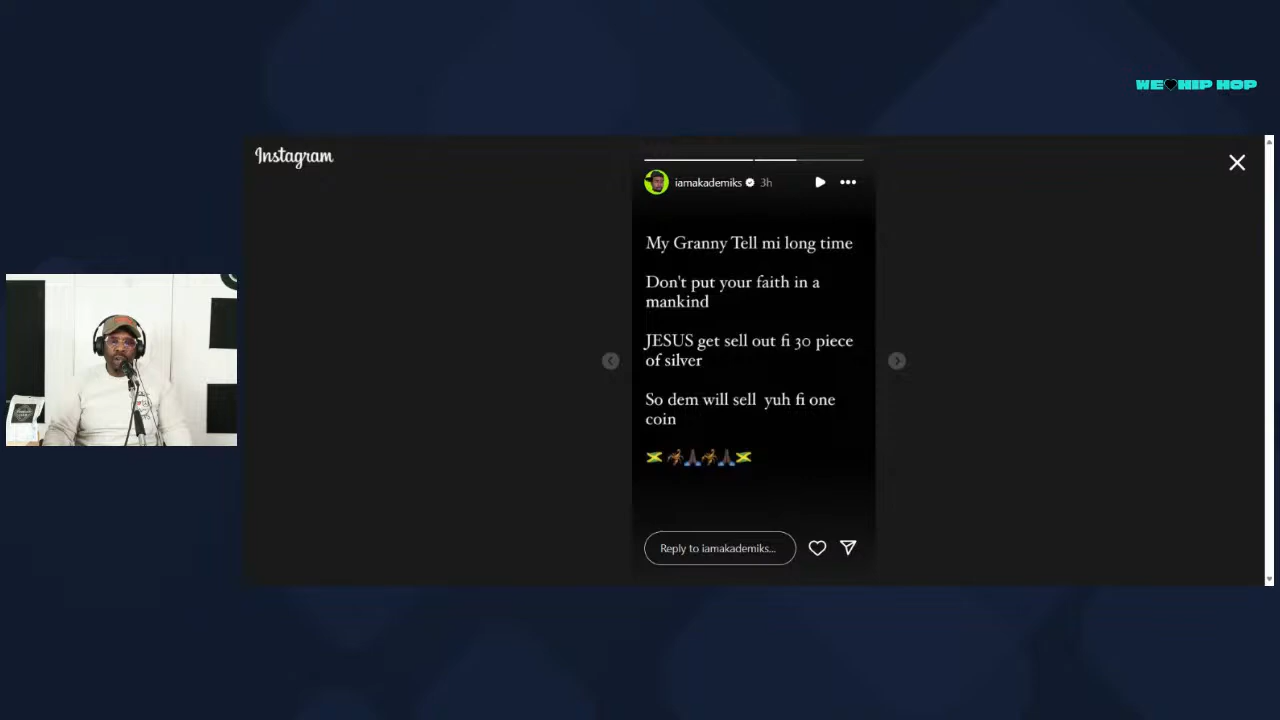 WE🖤HIP HOP
Instagram
iamakademiks 3h
My Granny Tell mi long time
Don't put your faith in a
mankind
JESUS get sell out fi 30 piece
of silver
So dem will sell yuh fi one
coin
Reply to iamakademiks...